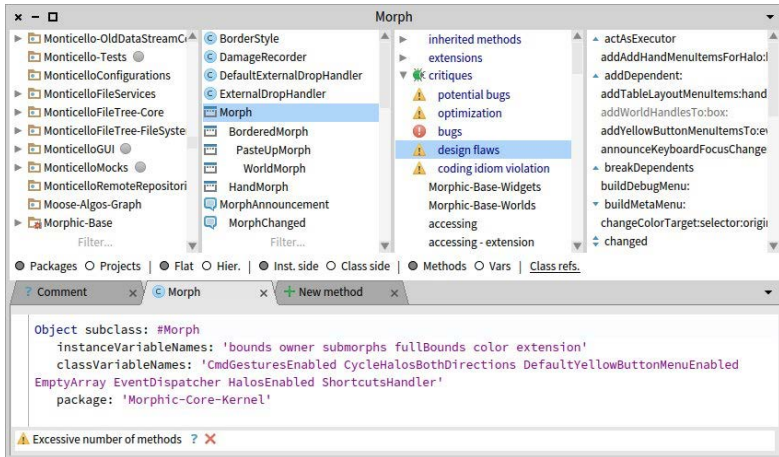 Morph
Monticello-OldDataStreamC
Monticello-Tests
MonticelloConfigurations
MonticelloFileServices
MonticelloFileTree-Core
MonticelloFileTree-FileSyste
MonticelloGUI
MonticelloMocks
MonticelloRemoteRepositori
Moose-Algos-Graph
Morphic-Base
Filter...
BorderStyle
DamageRecorder
DefaultExternalDropHandler
ExternalDropHandler
Morph
BorderedMorph
PasteUpMorph
WorldMorph
HandMorph
MorphAnnouncement
MorphChanged
Filter...
inherited methods
extensions
critiques
potential bugs
optimization
bugs
design flaws
coding idiom violation
Morphic-Base-Widgets
Morphic-Base-Worlds
accessing
accessing - extension
actAsExecutor
addAddHandMenuItemsForHalo:
addDependent:
addTableLayoutMenuItems:hand
addWorldHandlesTo:box:
addYellowButtonMenuItemsTo:ev
announceKeyboardFocusChange
breakDependents
buildDebugMenu:
buildMetaMenu:
changeColorTarget:selector:origin
changed
Packages Projects | Flat Hier. | Inst. side Class side | Methods Vars | Class refs.
? Comment x Morph x New method x
Object subclass: #Morph
instanceVariableNames: 'bounds owner submorphs fullBounds color extension'
classVariableNames: 'CmdGesturesEnabled CycleHalosBothDirections DefaultYellowButtonMenuEnabled
EmptyArray EventDispatcher HalosEnabled ShortcutsHandler'
package: 'Morphic-Core-Kernel'
Excessive number of methods ?